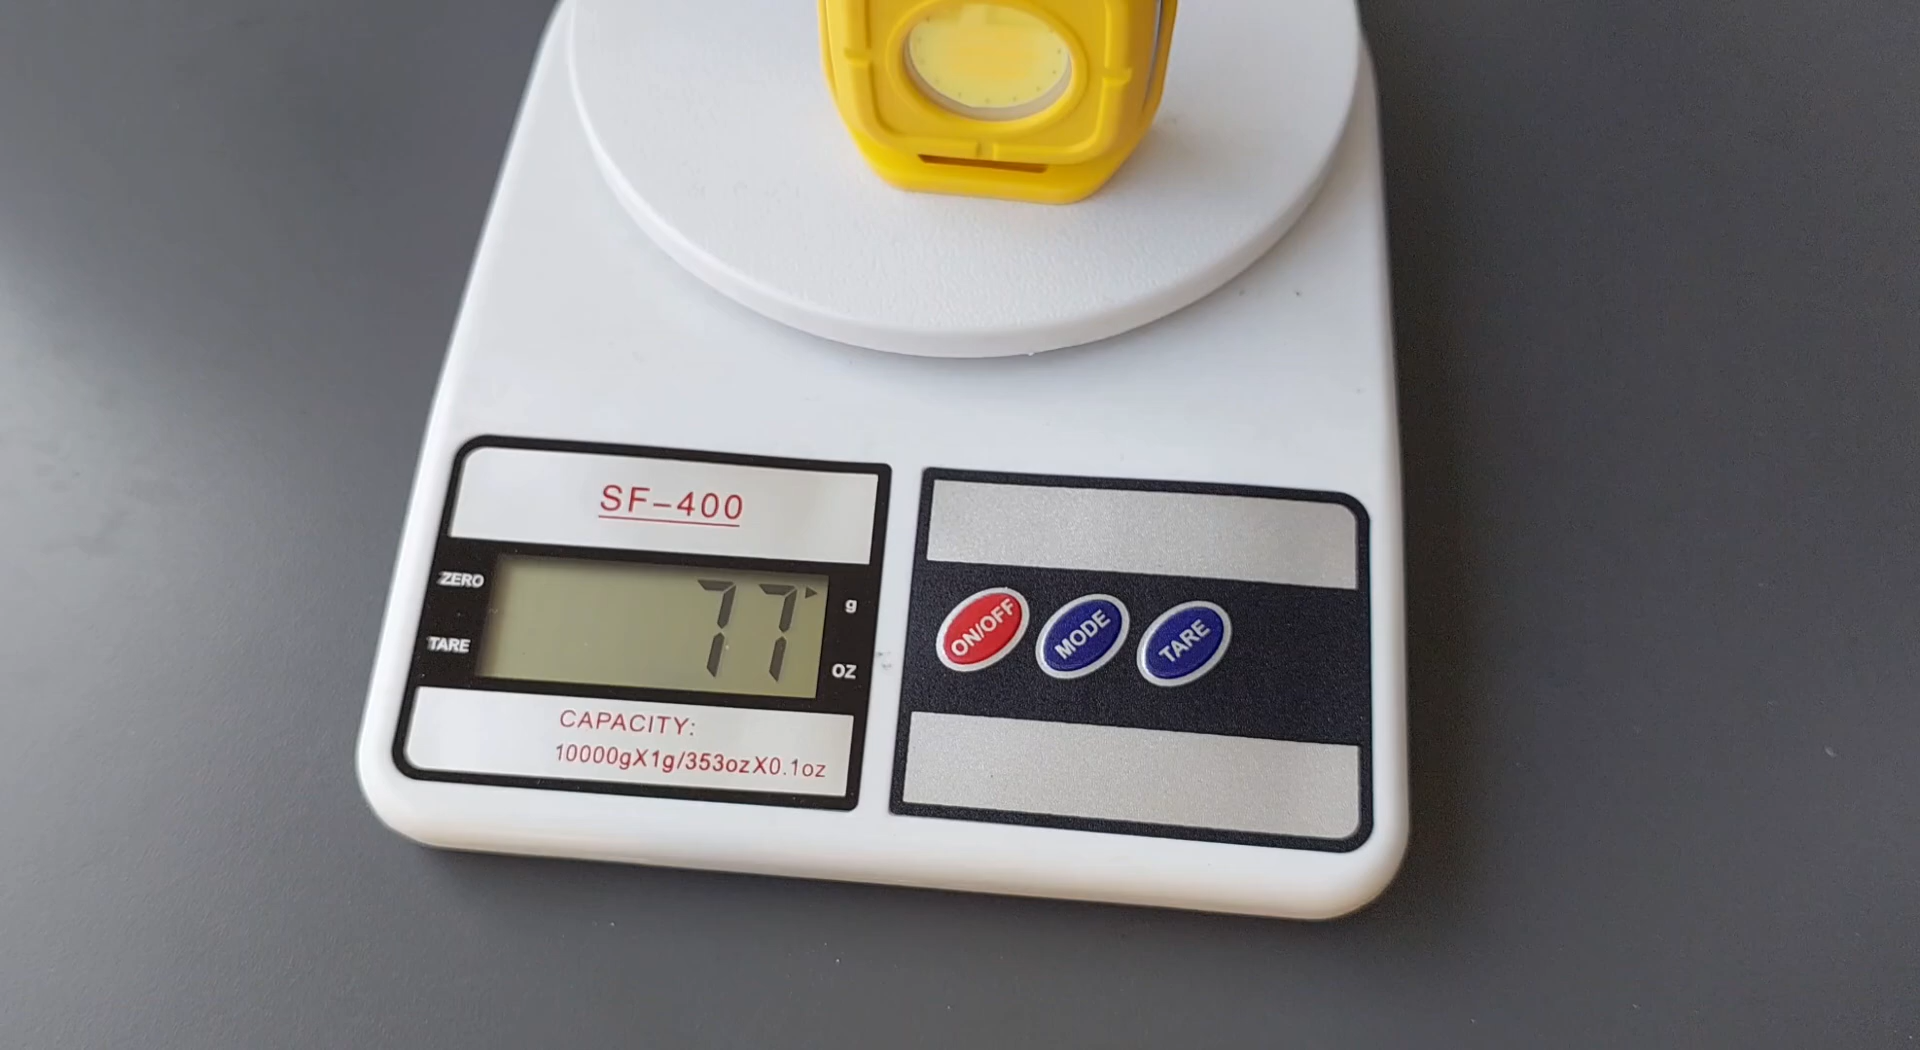 SF-400
ZERO
77
g
TARE
OZ
CAPACITY:
10000gX1g/353ozX0.1oz
ON/OFF
MODE
TARE